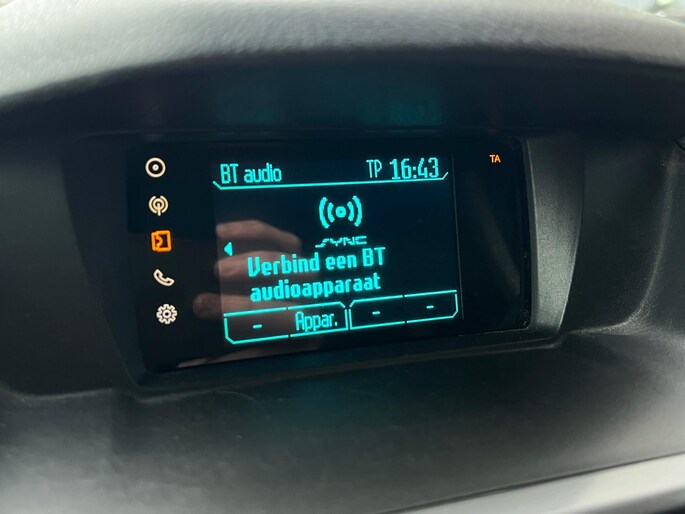 BT audio TP 16:43
TA
SYNC
Verbind een BT
audioapparaat
- Appar. - -